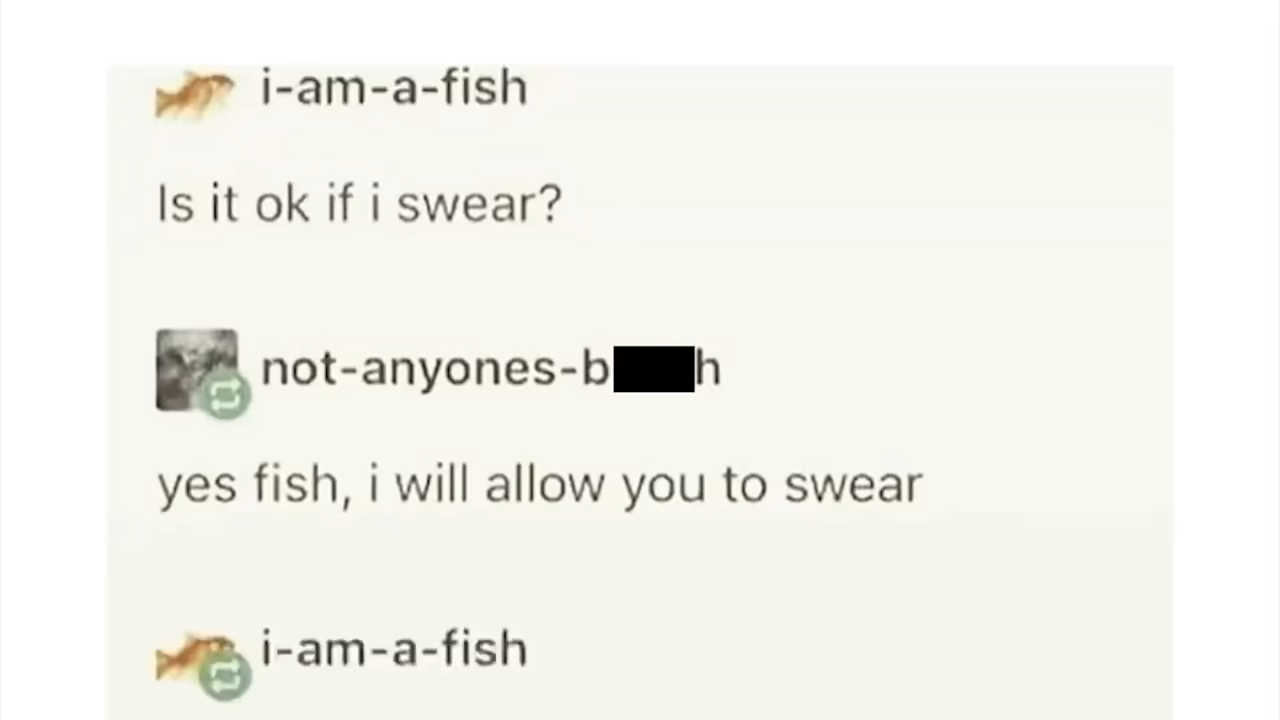 i-am-a-fish
Is it ok if i swear?
not-anyones-b h
yes fish, i will allow you to swear
i-am-a-fish